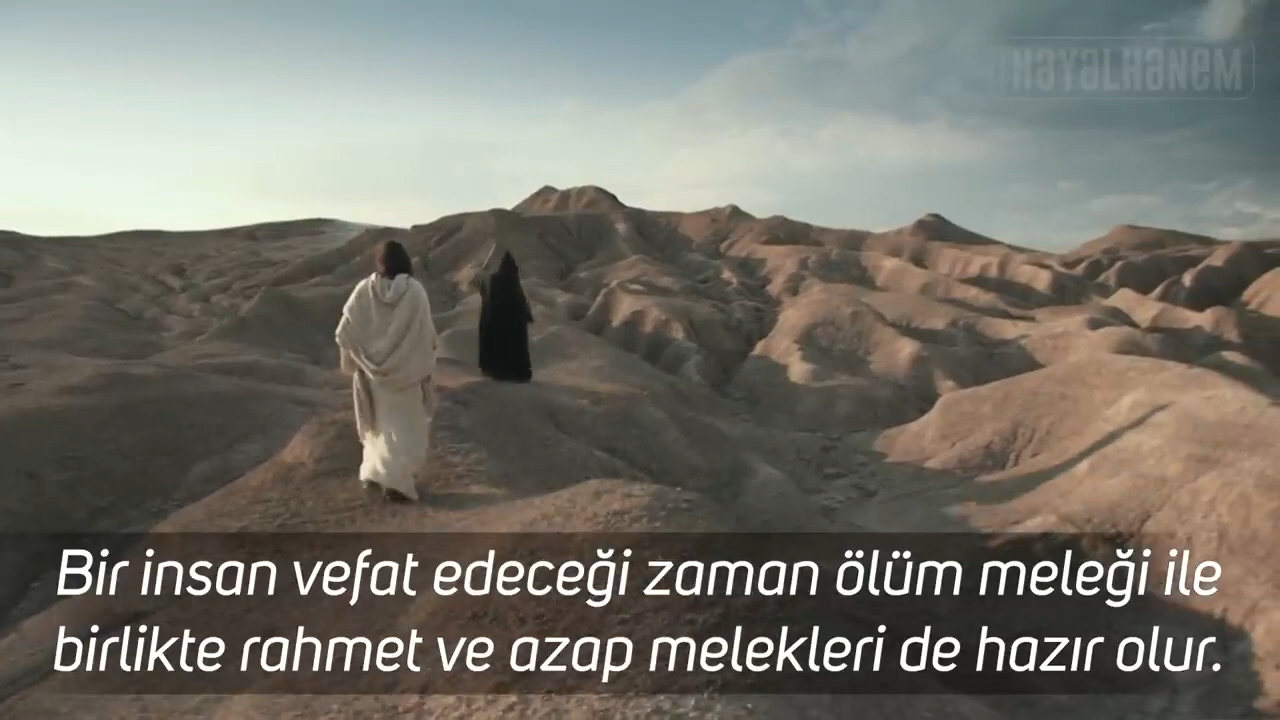 HAYALHANEM
Bir insan vefat edeceği zaman ölüm meleği ile
birlikte rahmet ve azap melekleri de hazır olur.